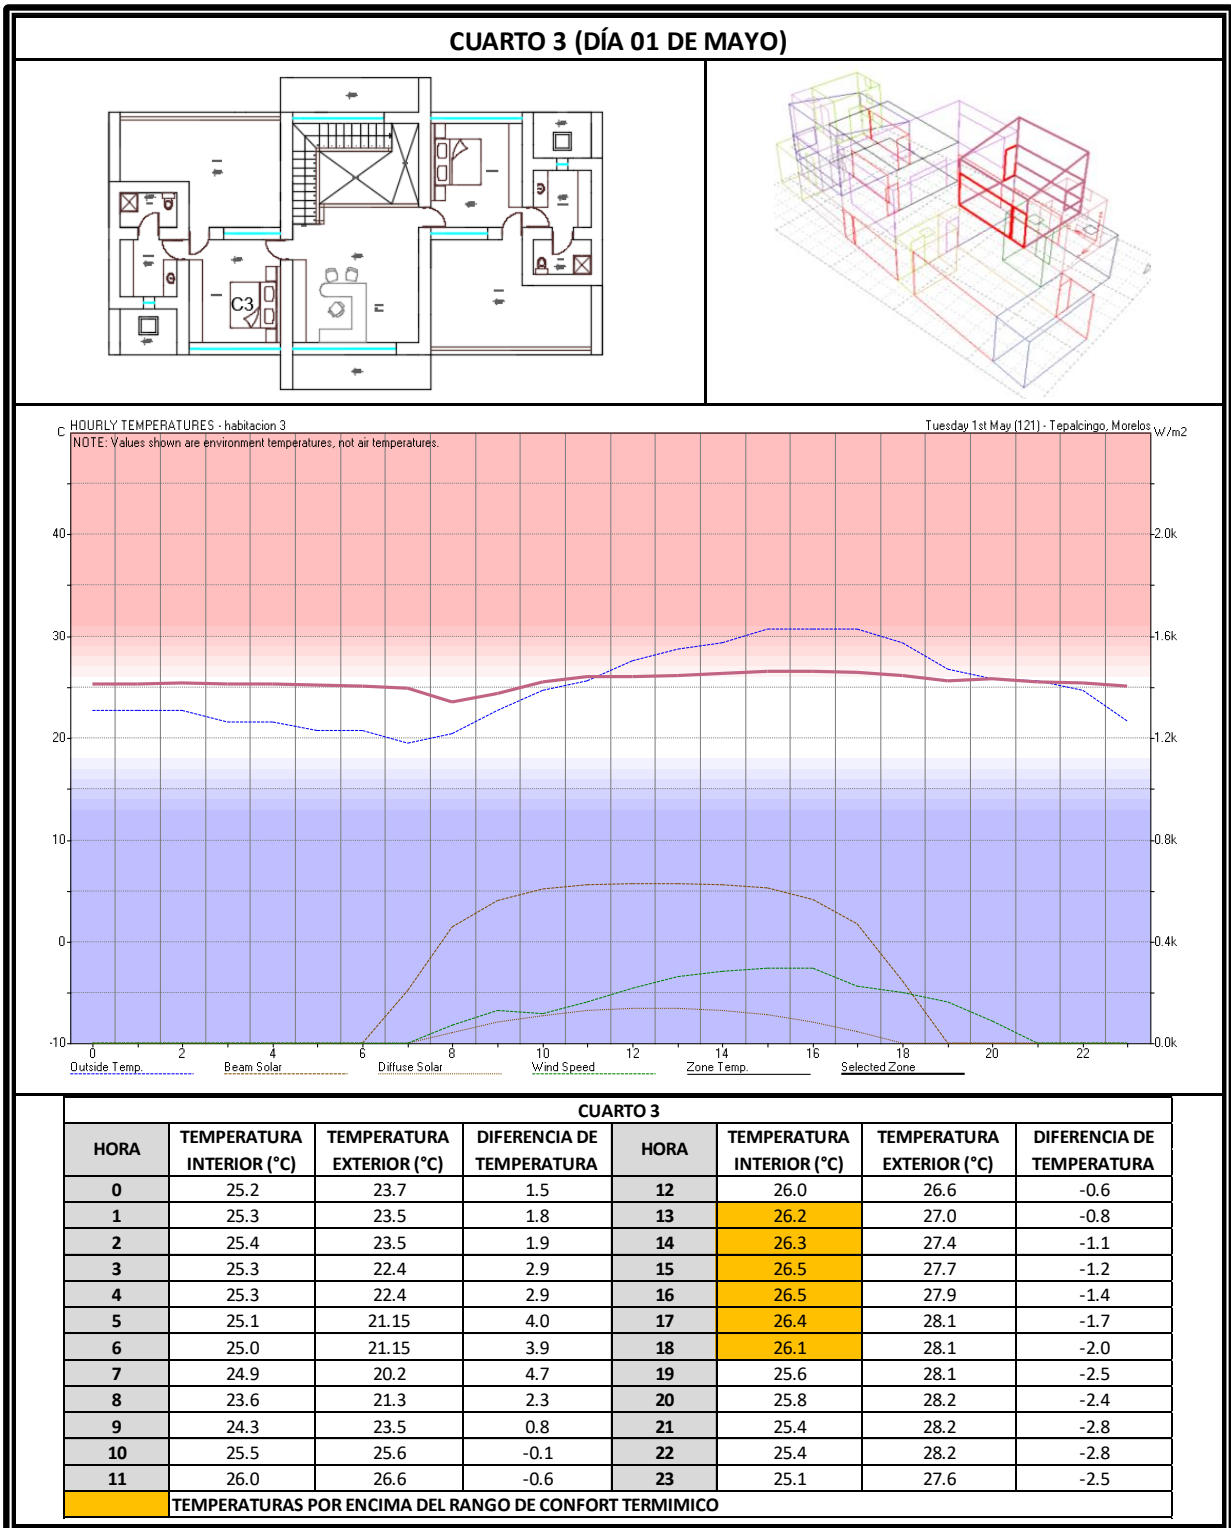 CUARTO 3 (DÍA 01 DE MAYO)
C3
HOURLY TEMPERATURES - habitacion 3
Tuesday 1st May (121) - Tepalcingo, Morelos
C
W/m2
NOTE: Values shown are environment temperatures, not air temperatures.
40
2.0k
30
1.6k
20
1.2k
10
0.8k
0
0.4k
-10
0.0k
0 2 4 6 8 10 12 14 16 18 20 22
Outside Temp. Beam Solar Diffuse Solar Wind Speed Zone Temp. Selected Zone
CUARTO 3
HORA TEMPERATURA INTERIOR (°C) TEMPERATURA EXTERIOR (°C) DIFERENCIA DE TEMPERATURA HORA TEMPERATURA INTERIOR (°C) TEMPERATURA EXTERIOR (°C) DIFERENCIA DE TEMPERATURA
0 25.2 23.7 1.5 12 26.0 26.6 -0.6
1 25.3 23.5 1.8 13 26.2 27.0 -0.8
2 25.4 23.5 1.9 14 26.3 27.4 -1.1
3 25.3 22.4 2.9 15 26.5 27.7 -1.2
4 25.3 22.4 2.9 16 26.5 27.9 -1.4
5 25.1 21.15 4.0 17 26.4 28.1 -1.7
6 25.0 21.15 3.9 18 26.1 28.1 -2.0
7 24.9 20.2 4.7 19 25.6 28.1 -2.5
8 23.6 21.3 2.3 20 25.8 28.2 -2.4
9 24.3 23.5 0.8 21 25.4 28.2 -2.8
10 25.5 25.6 -0.1 22 25.4 28.2 -2.8
11 26.0 26.6 -0.6 23 25.1 27.6 -2.5
TEMPERATURAS POR ENCIMA DEL RANGO DE CONFORT TERMIMICO